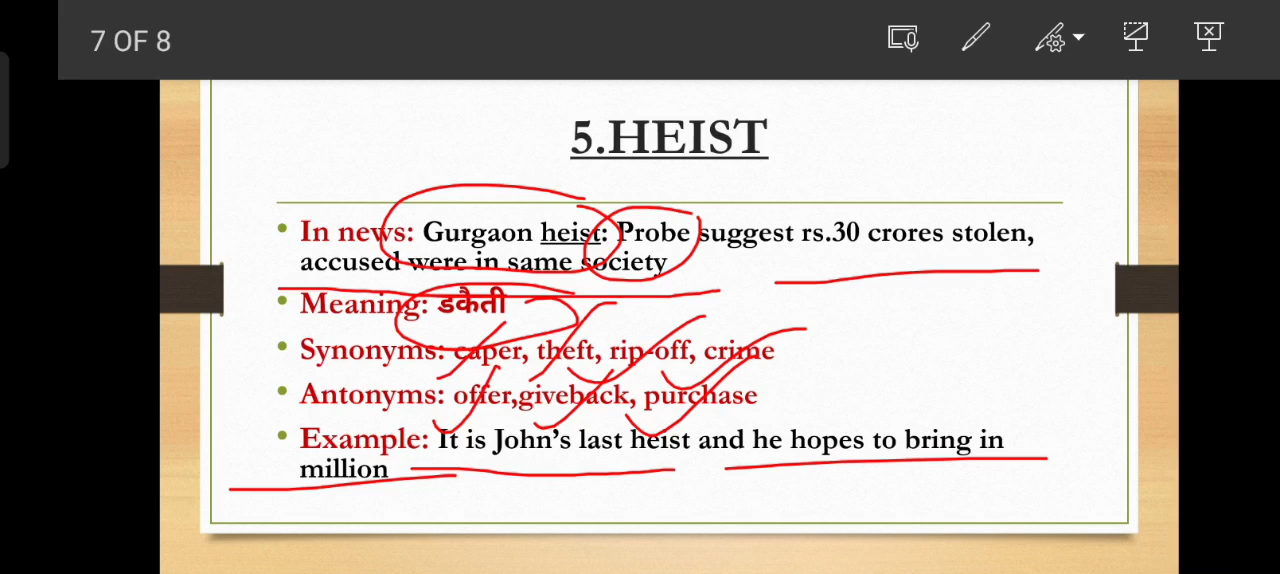 7 OF 8
5.HEIST
• In news: Gurgaon heist: Probe suggest rs.30 crores stolen,
accused were in same society
• Meaning: डकैती
• Synonyms: caper, theft, rip-off, crime
• Antonyms: offer,giveback, purchase
• Example: It is John’s last heist and he hopes to bring in
million